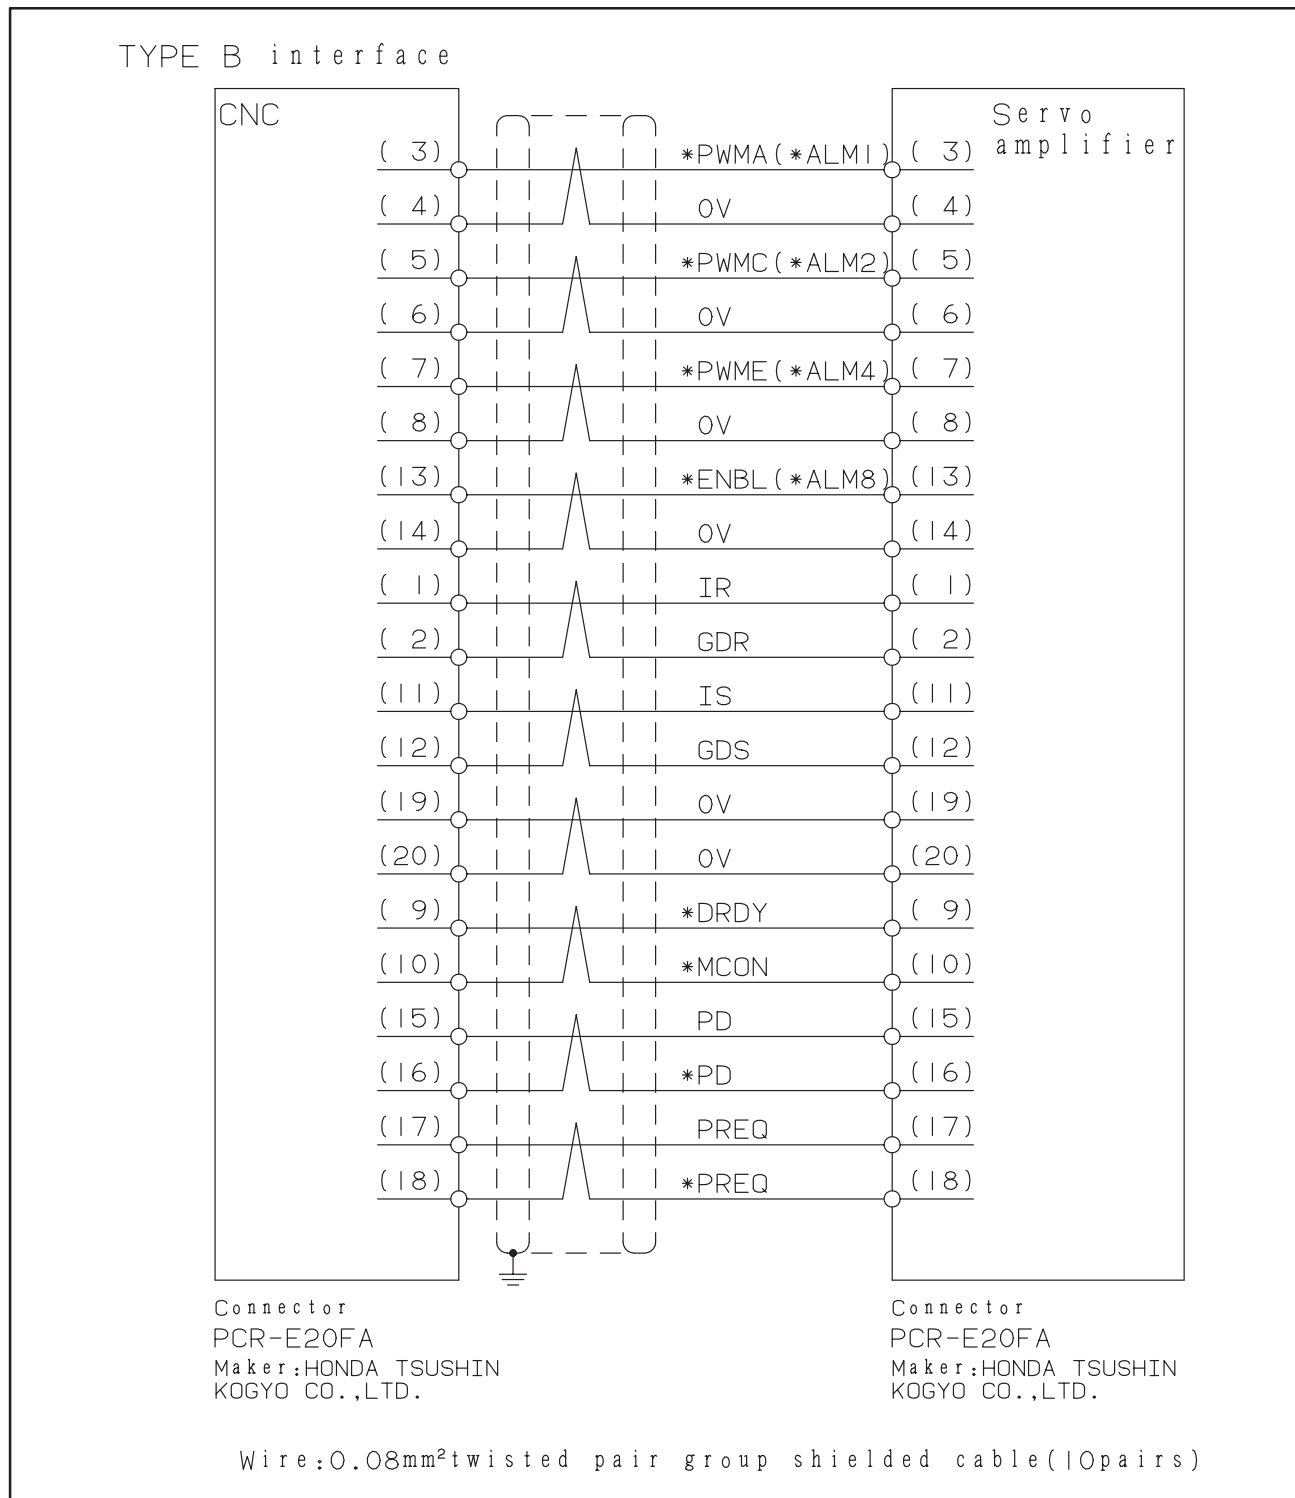 TYPE B interface
CNC
Servo
amplifier
( 3) *PWMA(*ALM1) ( 3)
( 4) 0V ( 4)
( 5) *PWMC(*ALM2) ( 5)
( 6) 0V ( 6)
( 7) *PWME(*ALM4) ( 7)
( 8) 0V ( 8)
(13) *ENBL(*ALM8) (13)
(14) 0V (14)
( 1) IR ( 1)
( 2) GDR ( 2)
(11) IS (11)
(12) GDS (12)
(19) 0V (19)
(20) 0V (20)
( 9) *DRDY ( 9)
(10) *MCON (10)
(15) PD (15)
(16) *PD (16)
(17) PREQ (17)
(18) *PREQ (18)
Connector
PCR-E20FA
Maker:HONDA TSUSHIN
KOGYO CO.,LTD.
Connector
PCR-E20FA
Maker:HONDA TSUSHIN
KOGYO CO.,LTD.
Wire:0.08mm²twisted pair group shielded cable(10pairs)